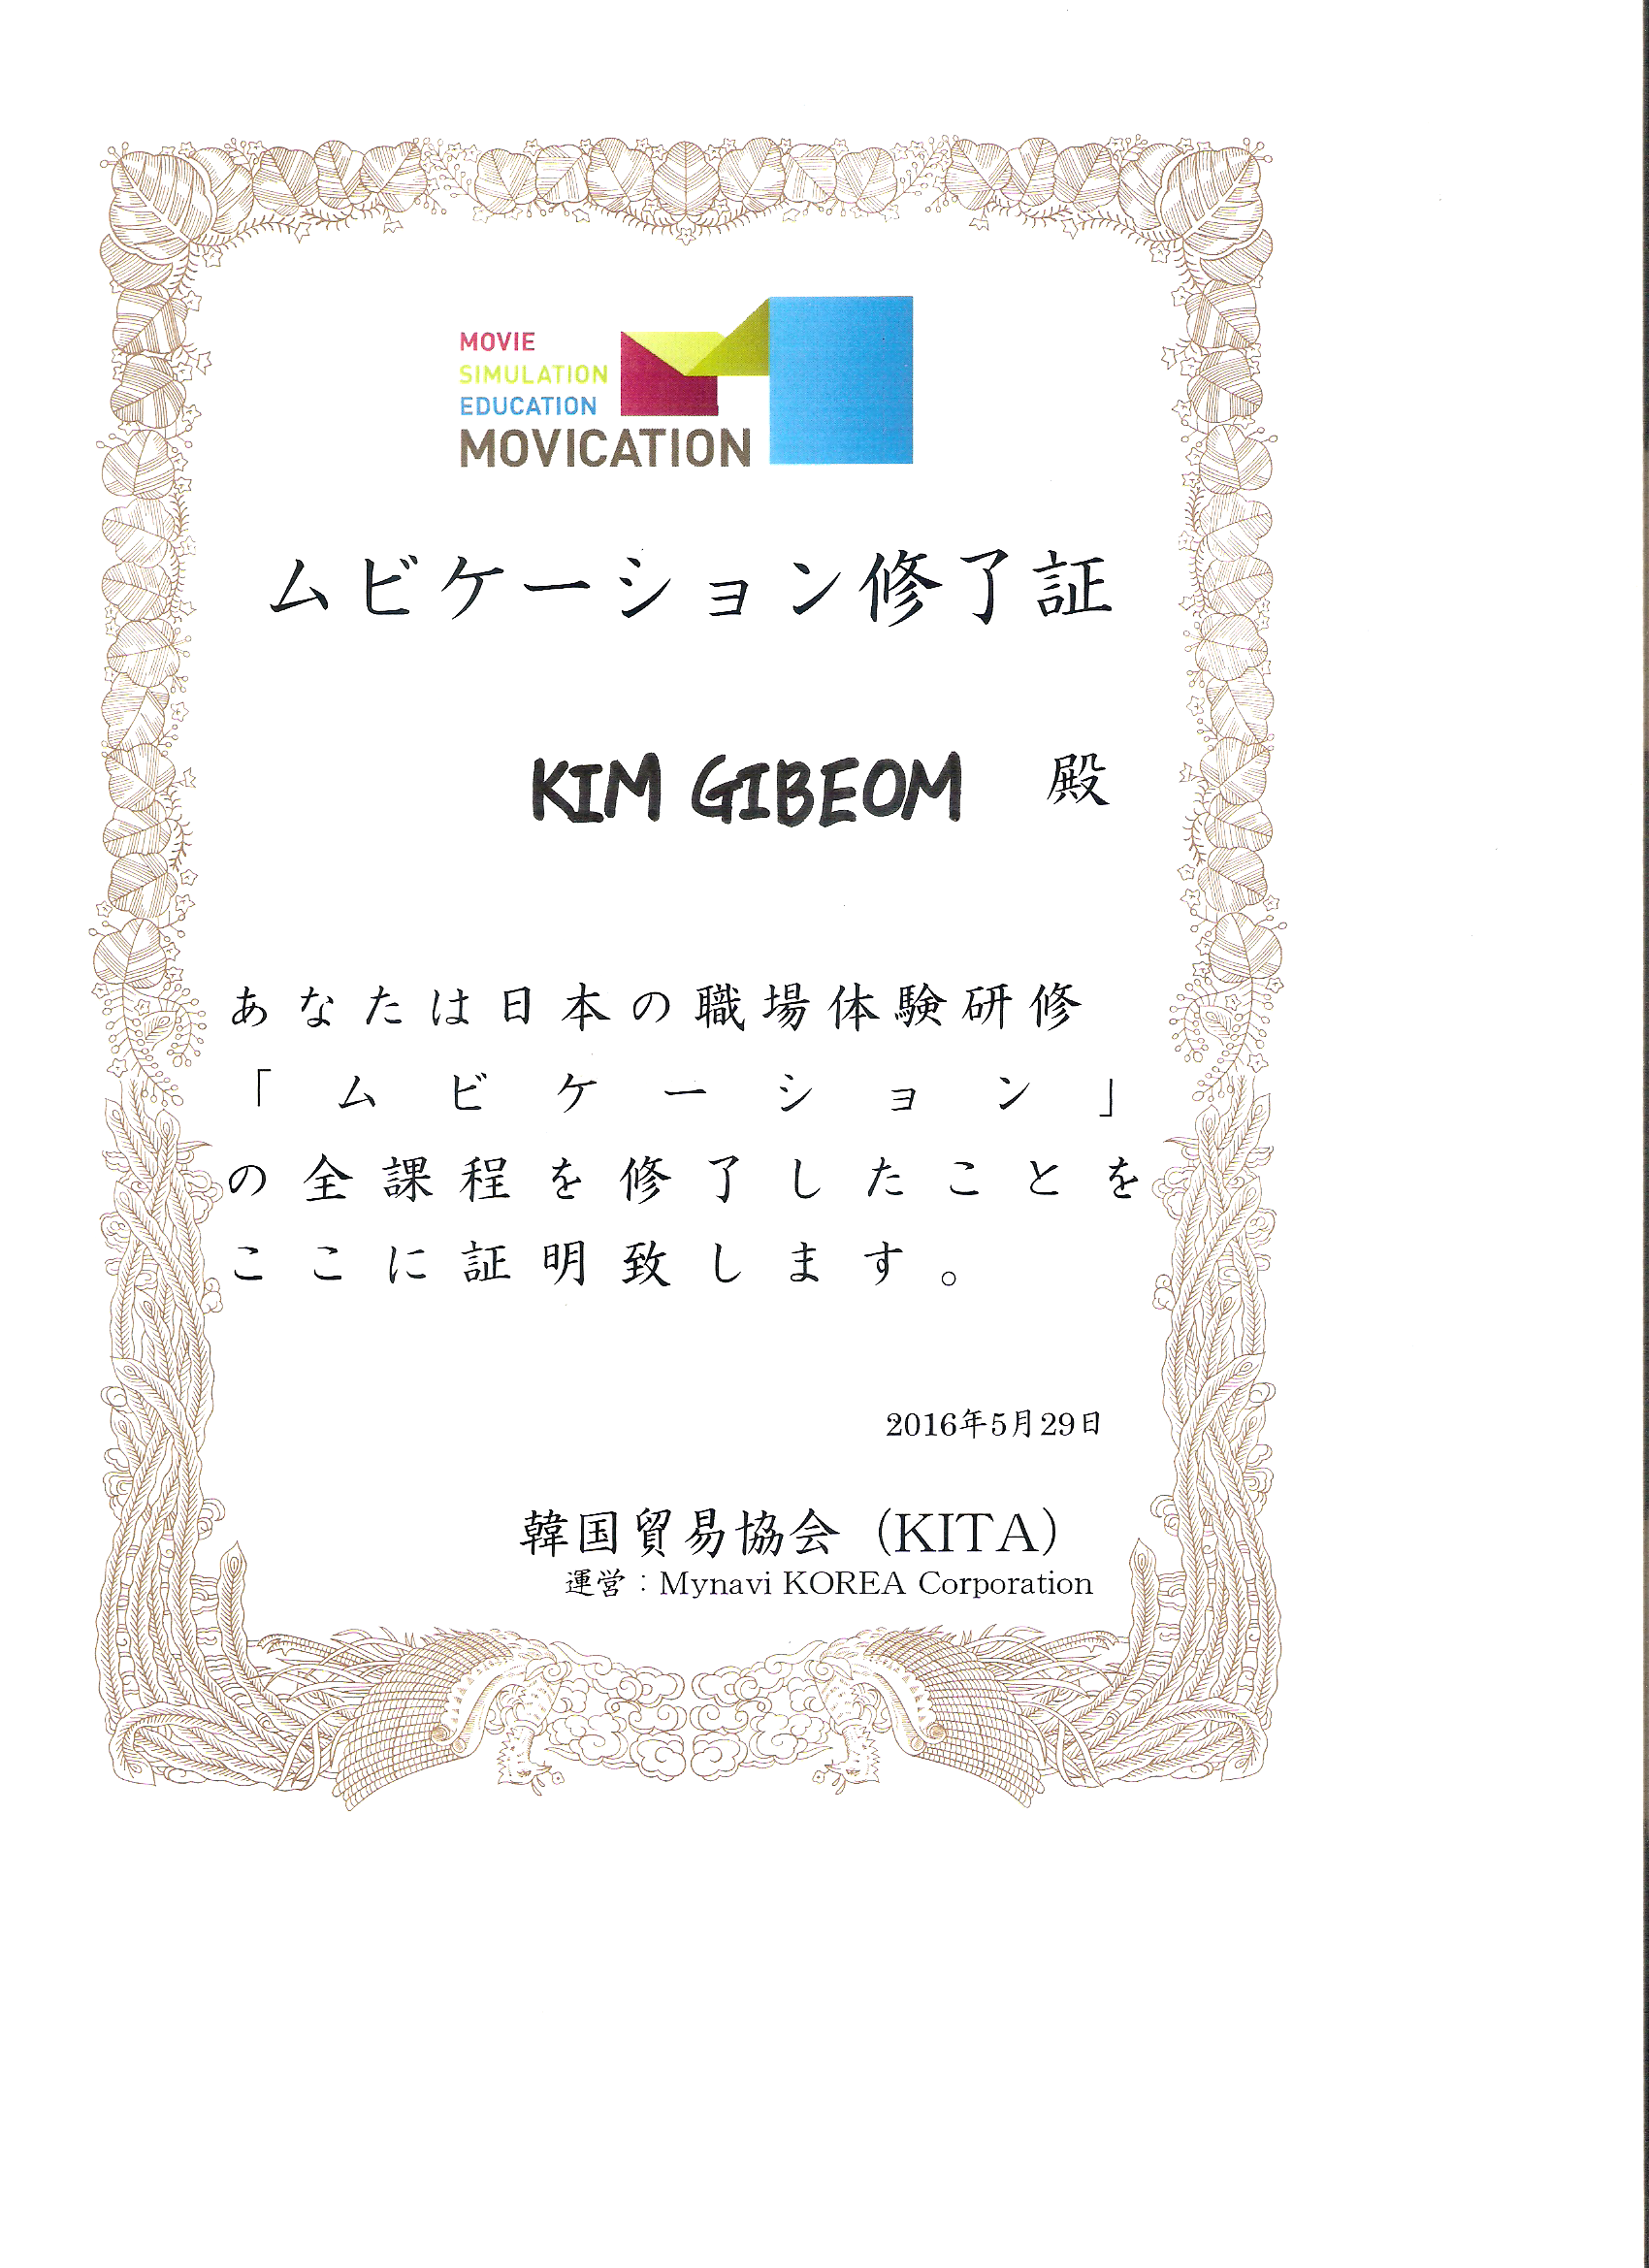 MOVIE
SIMULATION
EDUCATION
MOVICATION
ムビケーション修了証
KIM GIBEOM 殿
あなたは日本の職場体験研修
「ムビケーション」
の全課程を修了したことを
ここに証明致します。
2016年5月29日
韓国貿易協会（KITA）
運営：Mynavi KOREA Corporation